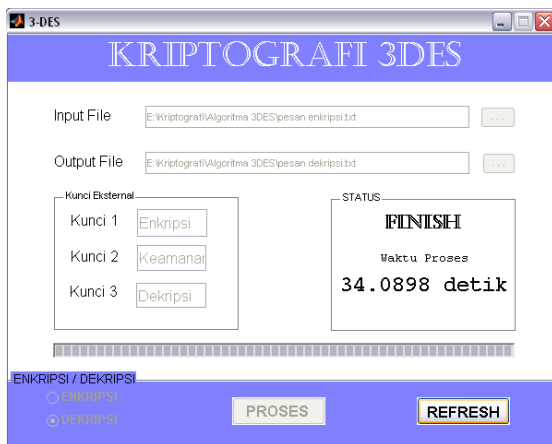 3-DES
KRIPTOGRAFI 3DES
Input File
E:\Kriptografi\Algoritma 3DES\pesan enkripsi.txt
...
Output File
E:\Kriptografi\Algoritma 3DES\pesan dekripsi.txt
...
Kunci Eksternal
Kunci 1
Enkripsi
Kunci 2
Keamanan
Kunci 3
Dekripsi
STATUS
FINISH
Waktu Proses
34.0898 detik
ENKRIPSI / DEKRIPSI
ENKRIPSI
DEKRIPSI
PROSES
REFRESH